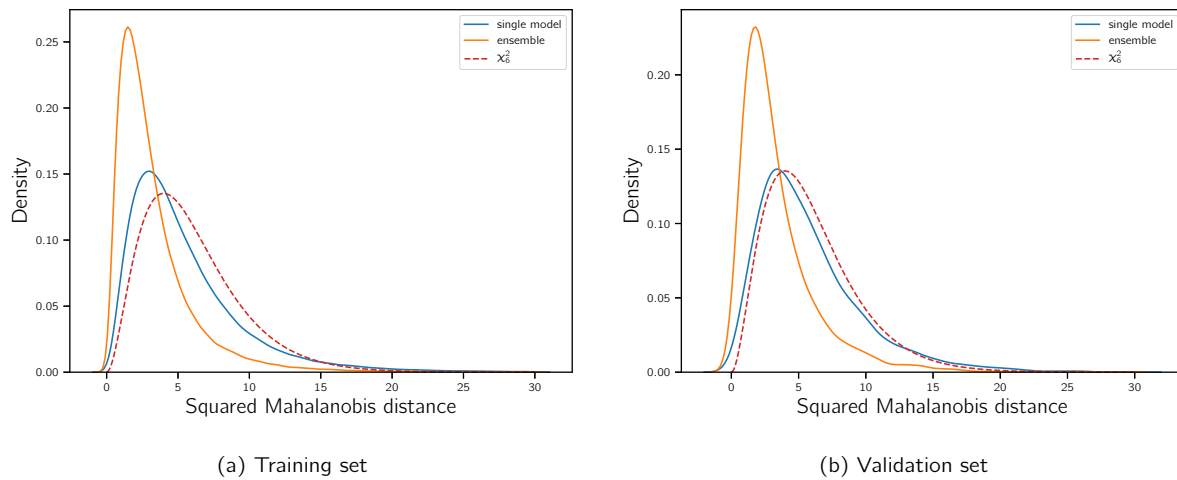 single model
ensemble
χ²₆
0.25
0.20
0.15
0.10
0.05
0.00
Density
0 5 10 15 20 25 30
Squared Mahalanobis distance
(a) Training set
single model
ensemble
χ²₆
0.20
0.15
0.10
0.05
0.00
Density
0 5 10 15 20 25 30
Squared Mahalanobis distance
(b) Validation set